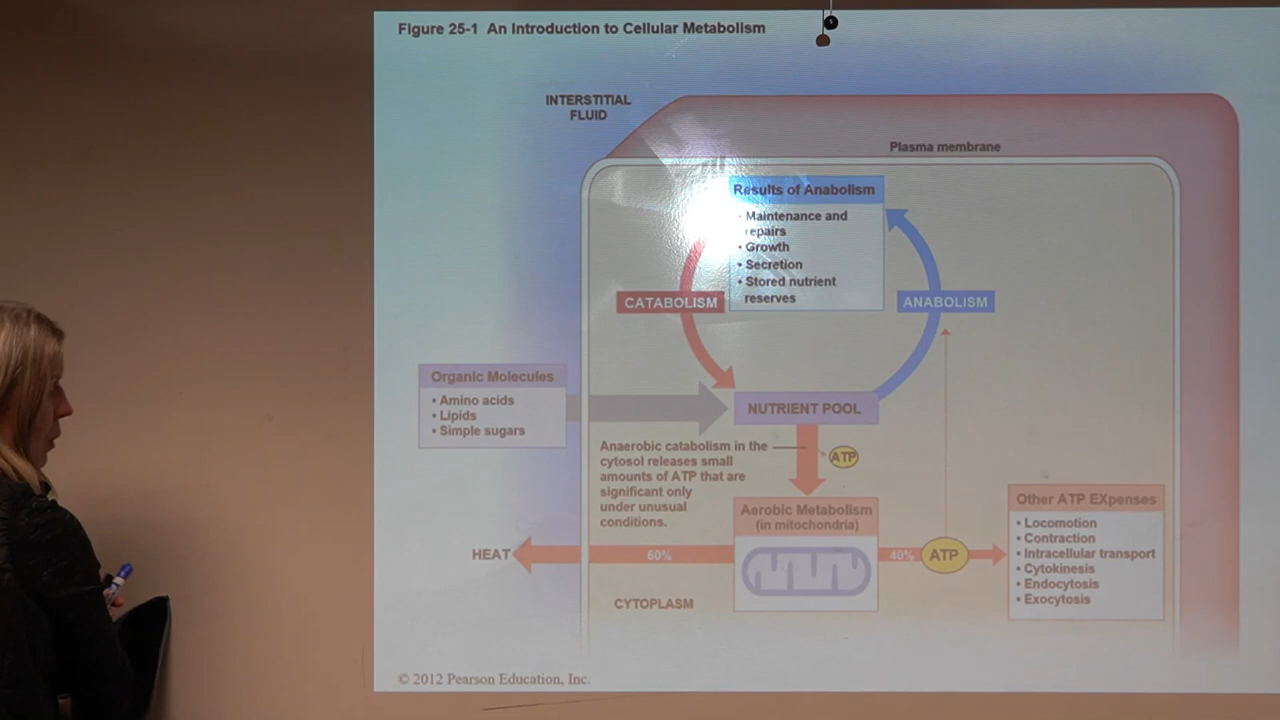 Figure 25-1 An Introduction to Cellular Metabolism
INTERSTITIAL
FLUID
Plasma membrane
Results of Anabolism
• Maintenance and
repairs
• Growth
• Secretion
• Stored nutrient
reserves
CATABOLISM
ANABOLISM
Organic Molecules
• Amino acids
• Lipids
• Simple sugars
NUTRIENT POOL
Anaerobic catabolism in the
cytosol releases small
amounts of ATP that are
significant only
under unusual
conditions.
ATP
Aerobic Metabolism
(in mitochondria)
HEAT
60%
40%
ATP
Other ATP EXpenses
• Locomotion
• Contraction
• Intracellular transport
• Cytokinesis
• Endocytosis
• Exocytosis
CYTOPLASM
© 2012 Pearson Education, Inc.